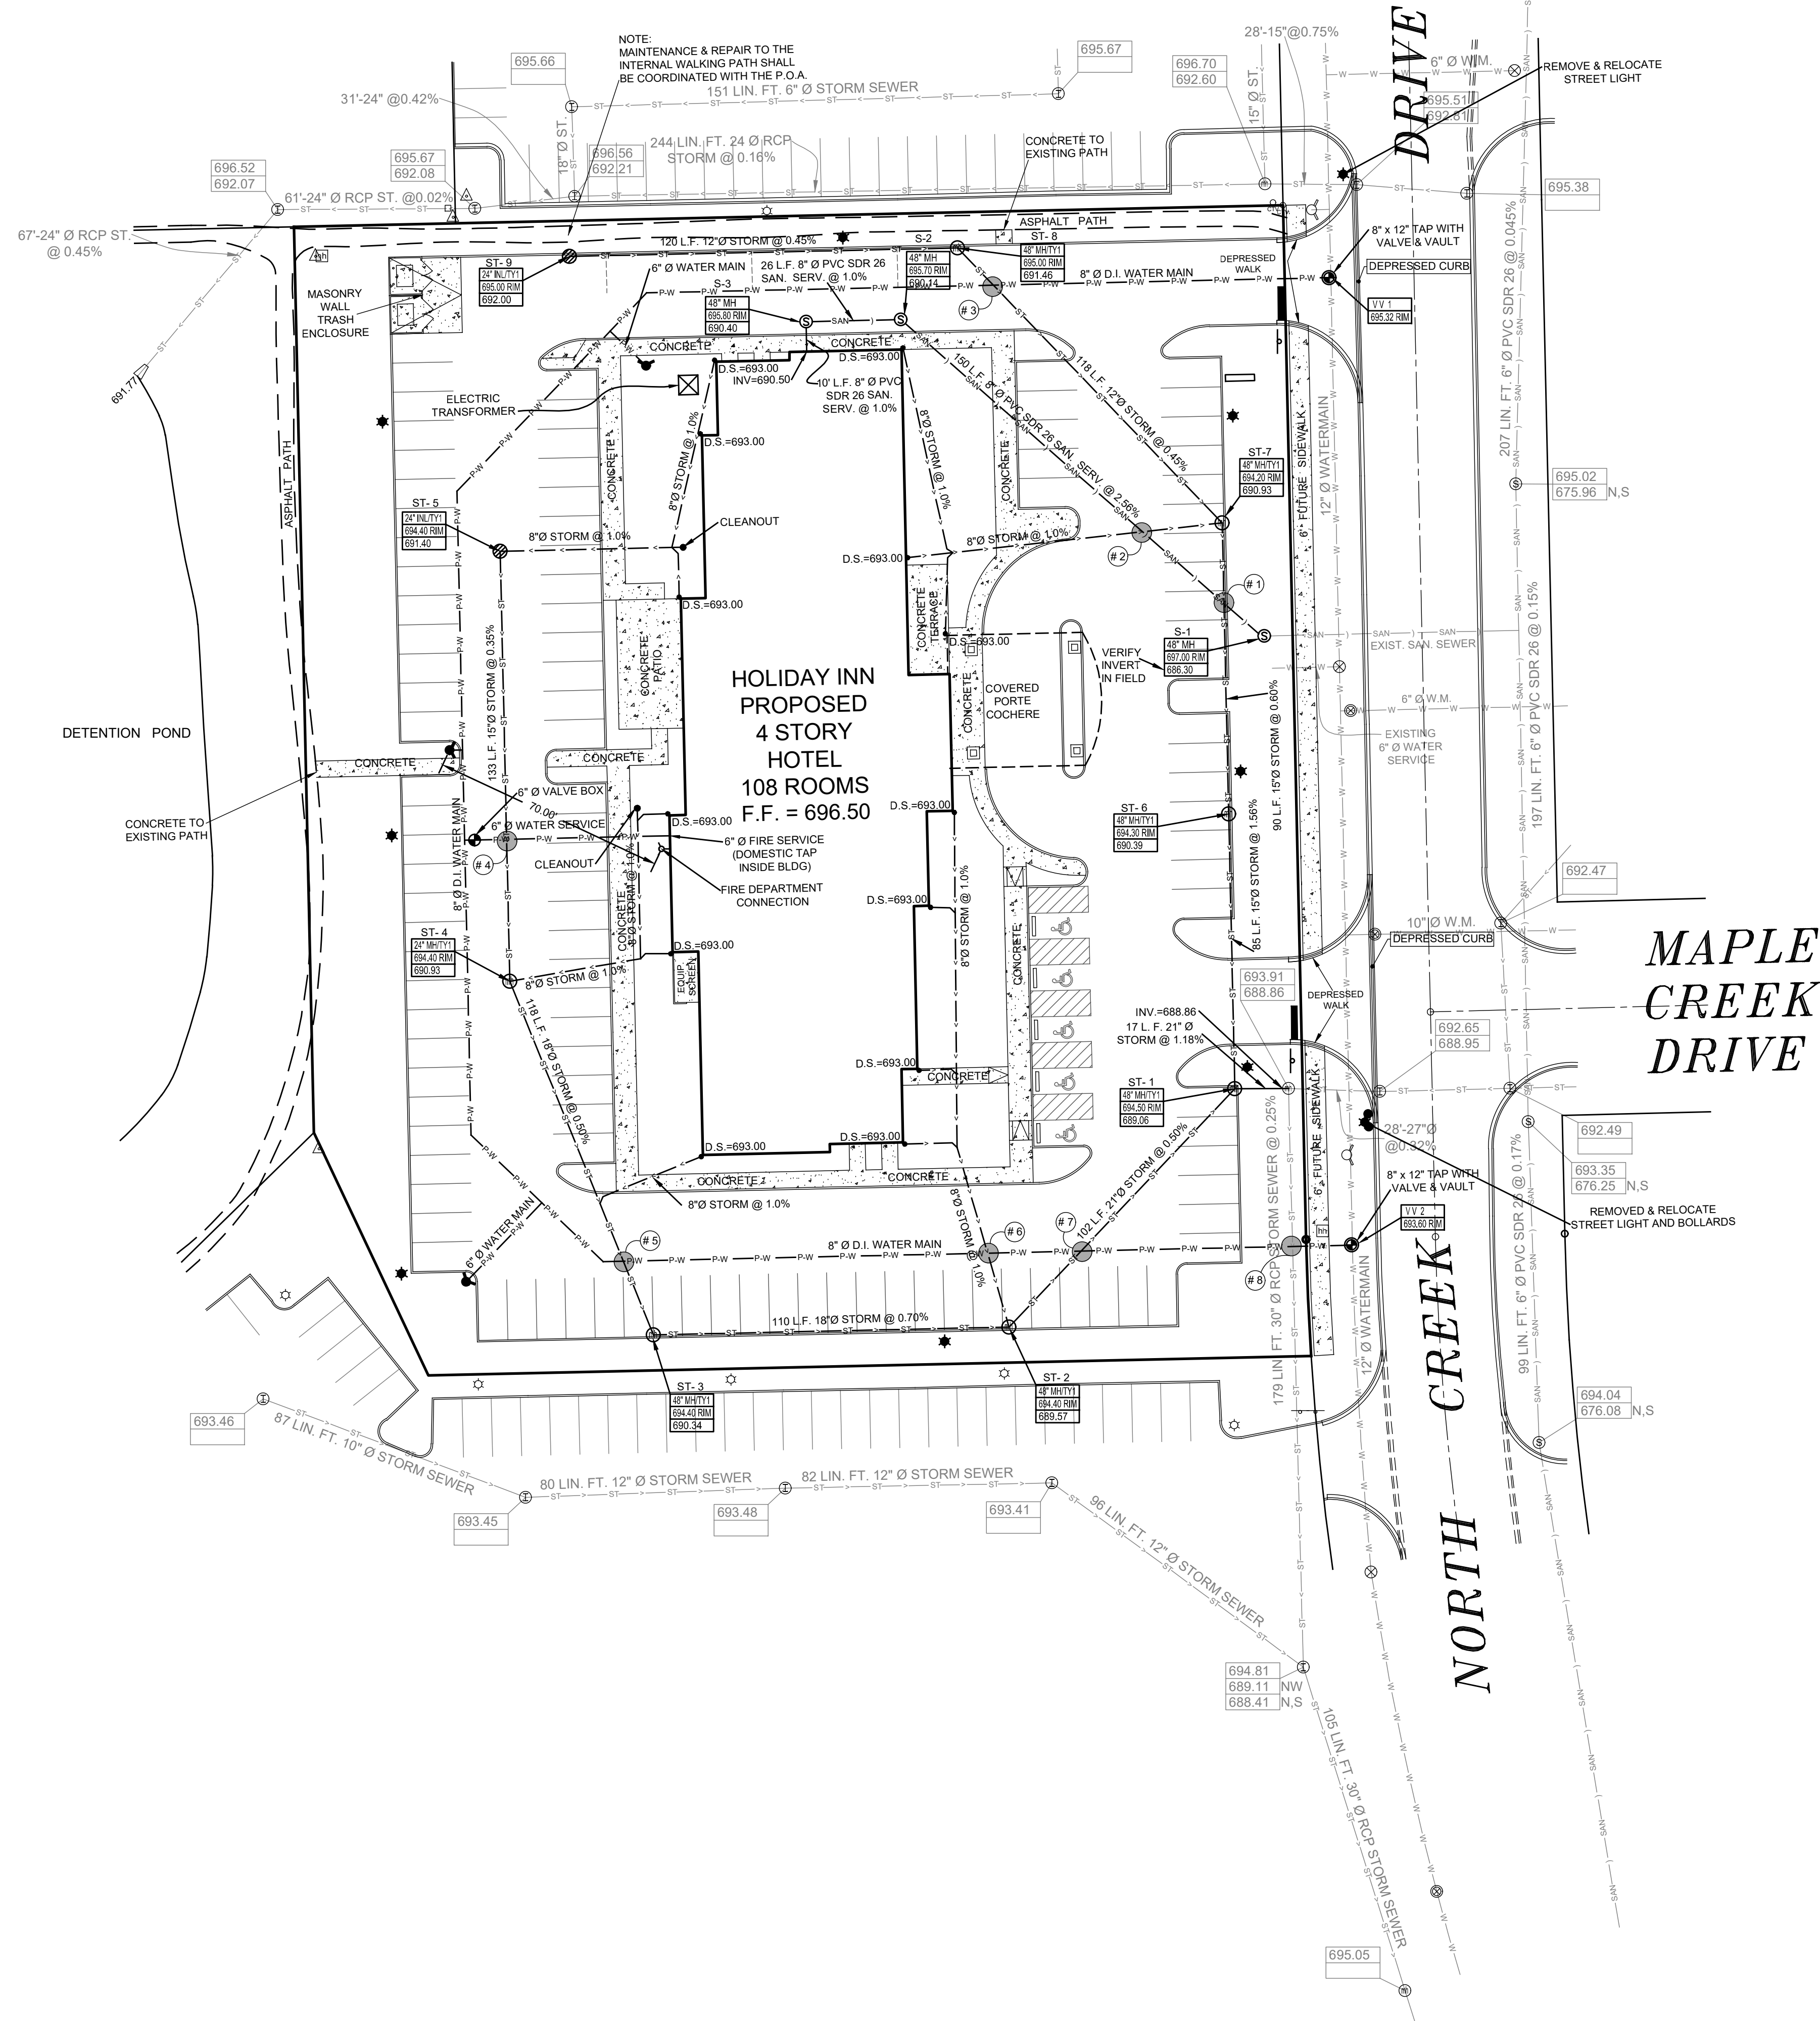 NOTE:
MAINTENANCE & REPAIR TO THE
INTERNAL WALKING PATH SHALL
BE COORDINATED WITH THE P.O.A.
695.66
695.67
151 LIN. FT. 6" Ø STORM SEWER
31'-24" @0.42%
18" Ø ST.
244 LIN. FT. 24 Ø RCP
STORM @ 0.16%
696.56
692.21
695.67
692.08
696.52
692.07
61'-24" Ø RCP ST. @0.02%
67'-24" Ø RCP ST.
@ 0.45%
691.77
28'-15"@0.75%
696.70
692.60
15" Ø ST.
6" Ø W.M.
DRIVE
REMOVE & RELOCATE
STREET LIGHT
695.51
692.81
695.38
CONCRETE TO
EXISTING PATH
ASPHALT PATH
120 L.F. 12"Ø STORM @ 0.45%
ST- 9
24" INL/TY1
695.00 RIM
692.00
6" Ø WATER MAIN
26 L.F. 8" Ø PVC SDR 26
SAN. SERV. @ 1.0%
S-2
48" MH
695.70 RIM
690.14
ST- 8
48" MH/TY1
695.00 RIM
691.46
S-3
48" MH
695.80 RIM
690.40
8" Ø D.I. WATER MAIN
# 3
DEPRESSED
WALK
8" x 12" TAP WITH
VALVE & VAULT
DEPRESSED CURB
VV 1
695.32 RIM
MASONRY
WALL
TRASH
ENCLOSURE
ASPHALT PATH
CONCRETE
CONCRETE
D.S.=693.00
INV=690.50
D.S.=693.00
10' L.F. 8" Ø PVC
SDR 26 SAN.
SERV. @ 1.0%
ELECTRIC
TRANSFORMER
D.S.=693.00
8"Ø STORM @ 1.0%
8"Ø STORM @ 1.0%
150 L.F. 8" Ø PVC SDR 26 SAN. SERV. @ 2.56%
118 L.F. 12"Ø STORM @ 0.45%
CONCRETE
CONCRETE
ST-7
48" MH/TY1
694.20 RIM
690.93
6' FUTURE SIDEWALK
12" Ø WATERMAIN
207 LIN. FT. 6" Ø PVC SDR 26 @ 0.045%
695.02
675.96 N,S
ST- 5
24" INL/TY1
694.40 RIM
691.40
CLEANOUT
8"Ø STORM @ 1.0%
D.S.=693.00
8"Ø STORM @ 1.0%
# 2
# 1
D.S.=693.00
CONCRETE
PATIO
CONCRETE
TERRACE
D.S.=693.00
S-1
48" MH
697.00 RIM
686.30
VERIFY
INVERT
IN FIELD
EXIST. SAN. SEWER
197 LIN. FT. 6" Ø PVC SDR 26 @ 0.15%
HOLIDAY INN
PROPOSED
4 STORY
HOTEL
108 ROOMS
F.F. = 696.50
CONCRETE
COVERED
PORTE
COCHERE
6" Ø W.M.
EXISTING
6" Ø WATER
SERVICE
DETENTION POND
CONCRETE
CONCRETE
133 L.F. 15"Ø STORM @ 0.35%
90 L.F. 15"Ø STORM @ 0.60%
CONCRETE TO
EXISTING PATH
6" Ø VALVE BOX
70.00'
6" Ø WATER SERVICE
D.S.=693.00
D.S.=693.00
# 4
CLEANOUT
6" Ø FIRE SERVICE
(DOMESTIC TAP
INSIDE BLDG)
FIRE DEPARTMENT
CONNECTION
ST- 6
48" MH/TY1
694.30 RIM
690.39
8" Ø D.I. WATER MAIN
CONCRETE
8"Ø STORM @ 1.0%
D.S.=693.00
8"Ø STORM @ 1.0%
CONCRETE
85 L.F. 15"Ø STORM @ 1.56%
692.47
10" Ø W.M.
DEPRESSED CURB
MAPLE
CREEK
DRIVE
ST- 4
24" MH/TY1
694.40 RIM
690.93
D.S.=693.00
EQUIP.
SCREEN
8"Ø STORM @ 1.0%
118 L.F. 18"Ø STORM @ 0.50%
693.91
688.86
DEPRESSED
WALK
INV.=688.86
17 L. F. 21" Ø
STORM @ 1.18%
692.65
688.95
D.S.=693.00
CONCRETE
ST- 1
48" MH/TY1
694.50 RIM
689.06
28'-27"Ø
@0.32%
692.49
693.35
676.25 N,S
D.S.=693.00
D.S.=693.00
CONCRETE
CONCRETE
8"Ø STORM @ 1.0%
8"Ø STORM @ 1.0%
102 L.F. 21"Ø STORM @ 0.50%
179 LIN. FT. 30" Ø RCP STORM SEWER @ 0.25%
6' FUTURE SIDEWALK
8" x 12" TAP WITH
VALVE & VAULT
VV 2
693.60 RIM
REMOVED & RELOCATE
STREET LIGHT AND BOLLARDS
6" Ø WATER MAIN
# 5
8" Ø D.I. WATER MAIN
# 6
# 7
# 8
hh
12" Ø WATERMAIN
99 LIN. FT. 6" Ø PVC SDR 26 @ 0.17%
110 L.F. 18"Ø STORM @ 0.70%
ST- 3
48" MH/TY1
694.40 RIM
690.34
ST- 2
48" MH/TY1
694.40 RIM
689.57
694.04
676.08 N,S
693.46
87 LIN. FT. 10" Ø STORM SEWER
693.45
80 LIN. FT. 12" Ø STORM SEWER
693.48
82 LIN. FT. 12" Ø STORM SEWER
693.41
96 LIN. FT. 12" Ø STORM SEWER
NORTH CREEK
694.81
689.11 NW
688.41 N,S
105 LIN. FT. 30" Ø RCP STORM SEWER
695.05